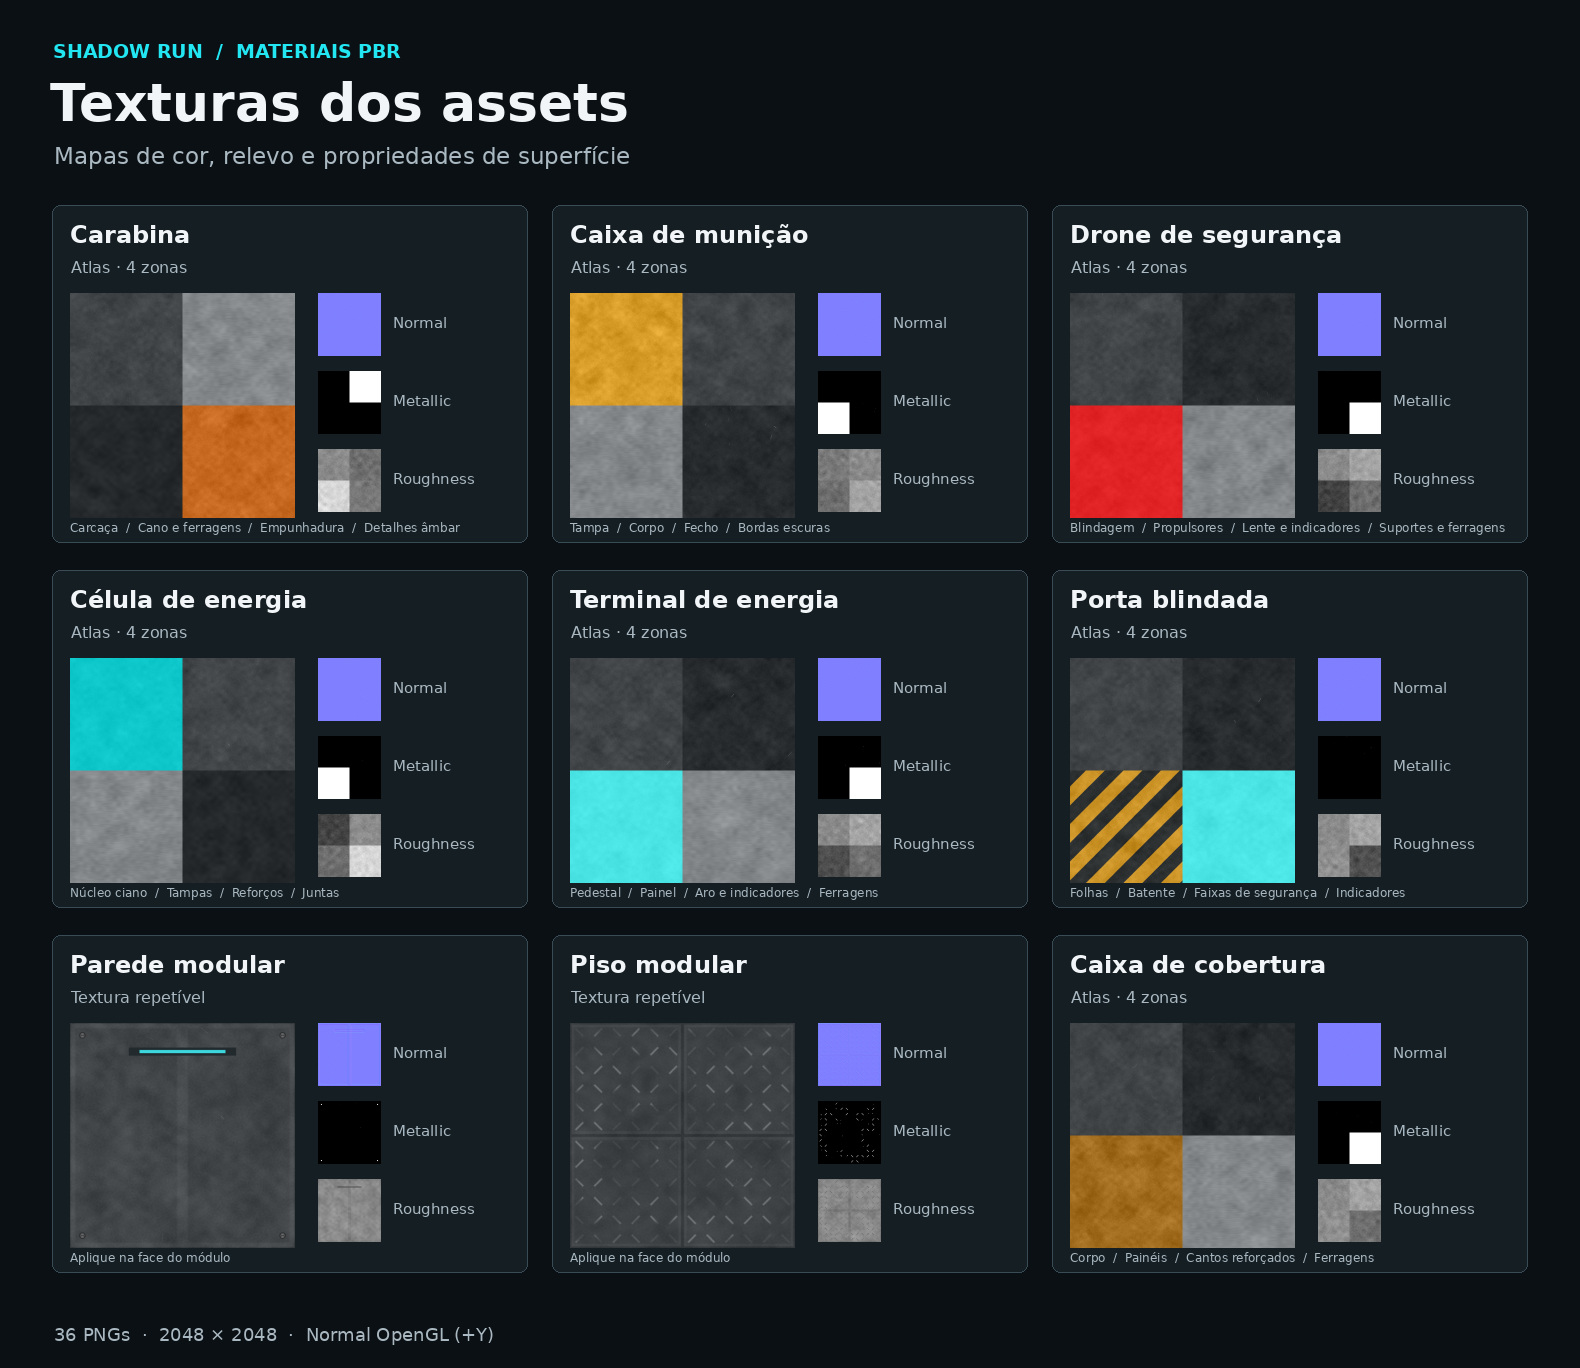 SHADOW RUN / MATERIAIS PBR
Texturas dos assets
Mapas de cor, relevo e propriedades de superfície
Carabina
Atlas · 4 zonas
Normal
Metallic
Roughness
Carcaça / Cano e ferragens / Empunhadura / Detalhes âmbar
Caixa de munição
Atlas · 4 zonas
Normal
Metallic
Roughness
Tampa / Corpo / Fecho / Bordas escuras
Drone de segurança
Atlas · 4 zonas
Normal
Metallic
Roughness
Blindagem / Propulsores / Lente e indicadores / Suportes e ferragens
Célula de energia
Atlas · 4 zonas
Normal
Metallic
Roughness
Núcleo ciano / Tampas / Reforços / Juntas
Terminal de energia
Atlas · 4 zonas
Normal
Metallic
Roughness
Pedestal / Painel / Aro e indicadores / Ferragens
Porta blindada
Atlas · 4 zonas
Normal
Metallic
Roughness
Folhas / Batente / Faixas de segurança / Indicadores
Parede modular
Textura repetível
Normal
Metallic
Roughness
Aplique na face do módulo
Piso modular
Textura repetível
Normal
Metallic
Roughness
Aplique na face do módulo
Caixa de cobertura
Atlas · 4 zonas
Normal
Metallic
Roughness
Corpo / Painéis / Cantos reforçados / Ferragens
36 PNGs · 2048 × 2048 · Normal OpenGL (+Y)